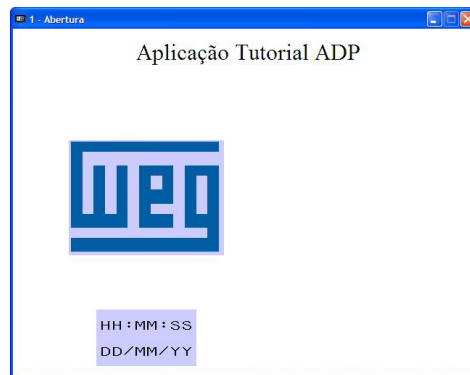 1 - Abertura
Aplicação Tutorial ADP
weg
HH:MM:SS
DD/MM/YY